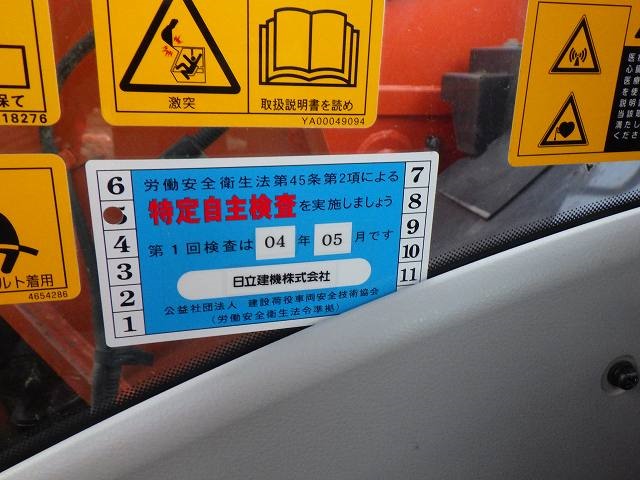 激突
取扱説明書を読め
YA00049094
保て
18276
ルト着用
4654286
労働安全衛生法第45条第2項による
特定自主検査を実施しましょう
第1回検査は 04 年 05 月です
日立建機株式会社
公益社団法人 建設荷役車両安全技術協会
(労働安全衛生法令準拠)
6
5
4
3
2
1
7
8
9
10
11